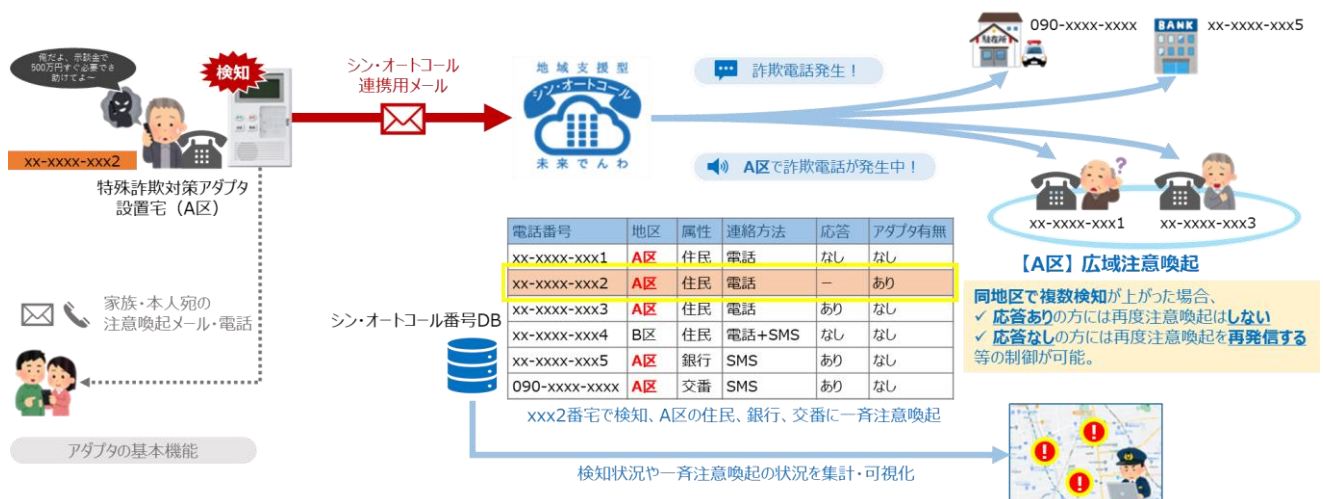 俺だよ、示談金で
500万円すぐ必要でさ
助けてよ～
検知
xx-xxxx-xxx2
特殊詐欺対策アダプタ
設置宅（A区）
シン・オートコール
連携用メール
地域支援型
シン・オートコール
未来でんわ
詐欺電話発生！
A区で詐欺電話が発生中！
駐在所
090-xxxx-xxxx
BANK
xx-xxxx-xxx5
?
xx-xxxx-xxx1
xx-xxxx-xxx3
【A区】広域注意喚起
同地区で複数検知が上がった場合、
✓ 応答ありの方には再度注意喚起はしない
✓ 応答なしの方には再度注意喚起を再発信する
等の制御が可能。
電話番号 地区 属性 連絡方法 応答 アダプタ有無
xx-xxxx-xxx1 A区 住民 電話 なし なし
xx-xxxx-xxx2 A区 住民 電話 － あり
xx-xxxx-xxx3 A区 住民 電話 あり なし
xx-xxxx-xxx4 B区 住民 電話+SMS なし なし
xx-xxxx-xxx5 A区 銀行 SMS あり なし
090-xxxx-xxxx A区 交番 SMS あり なし
シン・オートコール番号DB
xxx2番宅で検知、A区の住民、銀行、交番に一斉注意喚起
家族・本人宛の
注意喚起メール・電話
アダプタの基本機能
検知状況や一斉注意喚起の状況を集計・可視化